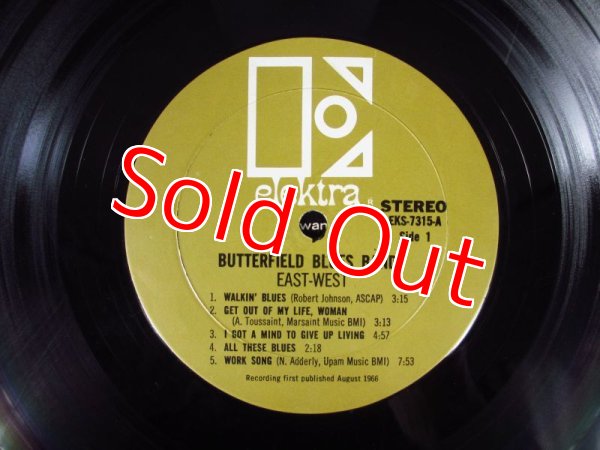 elektra
R
STEREO
EKS-7315-A
Side 1
wan
BUTTERFIELD BLUES BAND
EAST-WEST
1. WALKIN' BLUES (Robert Johnson, ASCAP) 3:15
2. GET OUT OF MY LIFE, WOMAN
(A. Toussaint, Marsaint Music BMI) 3:13
3. I GOT A MIND TO GIVE UP LIVING 4:57
4. ALL THESE BLUES 2:18
5. WORK SONG (N. Adderly, Upam Music BMI) 7:53
Recording first published August 1966
Sold Out